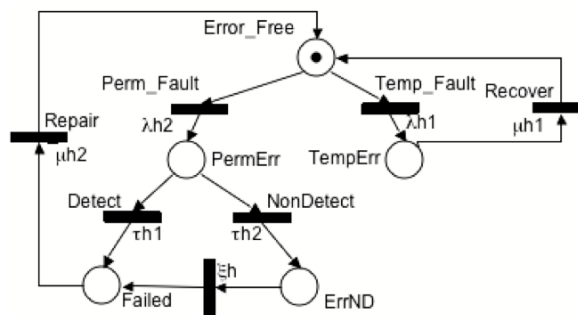 Error_Free
Perm_Fault
Temp_Fault
Recover
Repair
λh2
λh1
μh1
μh2
PermErr
TempErr
Detect
NonDetect
τh1
τh2
ξh
Failed
ErrND